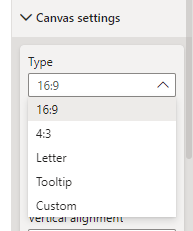 Canvas settings
Type
16:9
16:9
4:3
Letter
Tooltip
Custom
Vertical alignment